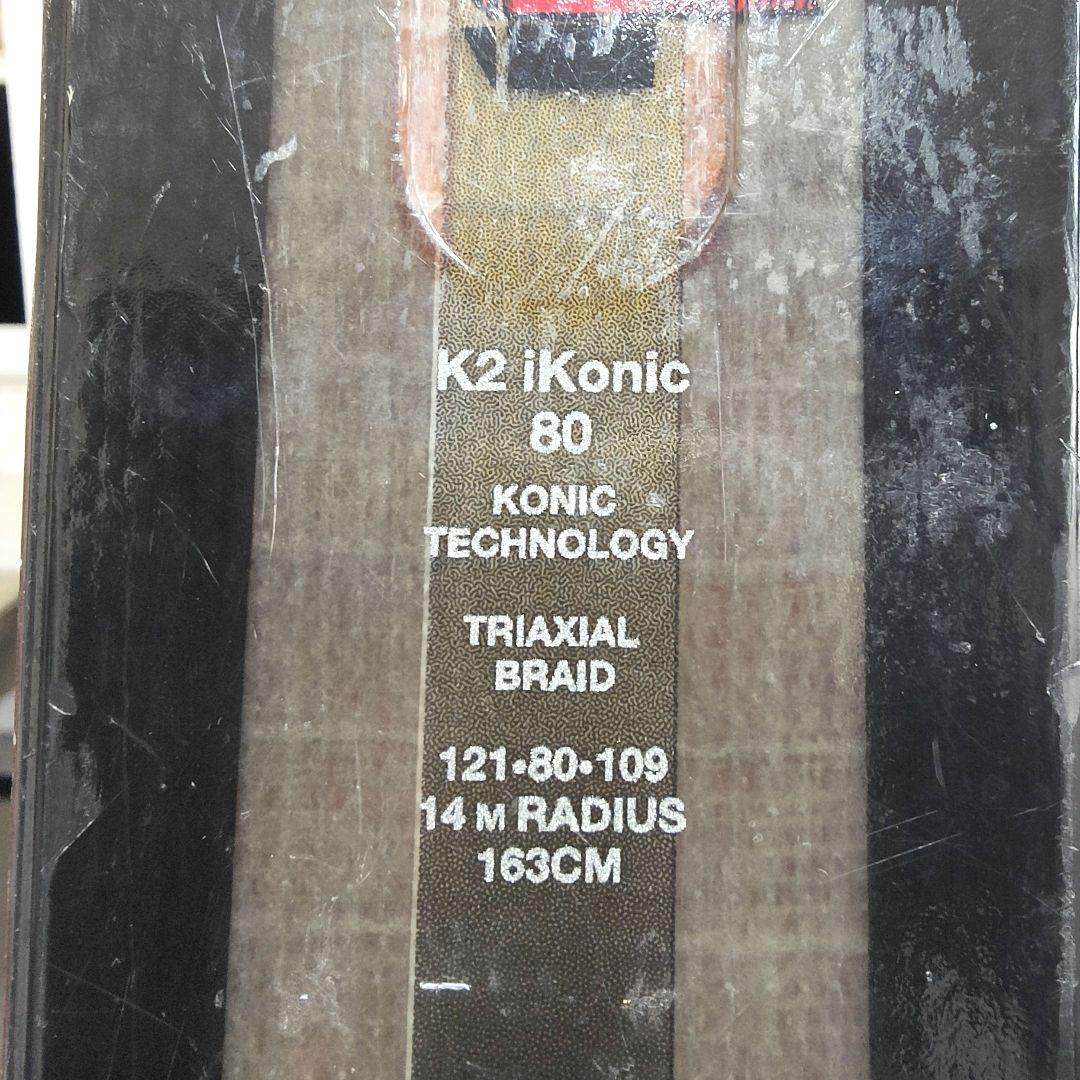 K2 iKonic
80
KONIC
TECHNOLOGY
TRIAXIAL
BRAID
121•80•109
14 M RADIUS
163CM